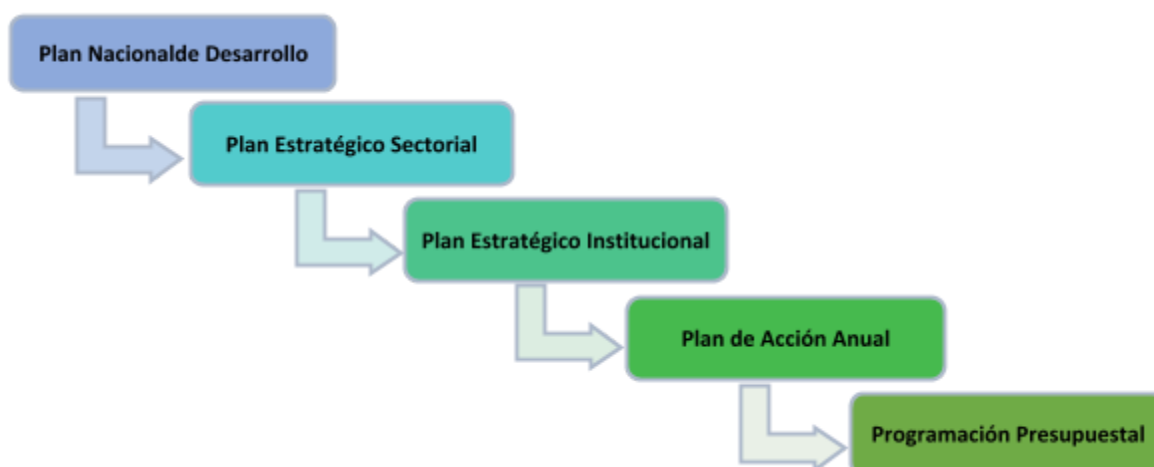 Plan Nacionalde Desarrollo
Plan Estratégico Sectorial
Plan Estratégico Institucional
Plan de Acción Anual
Programación Presupuestal